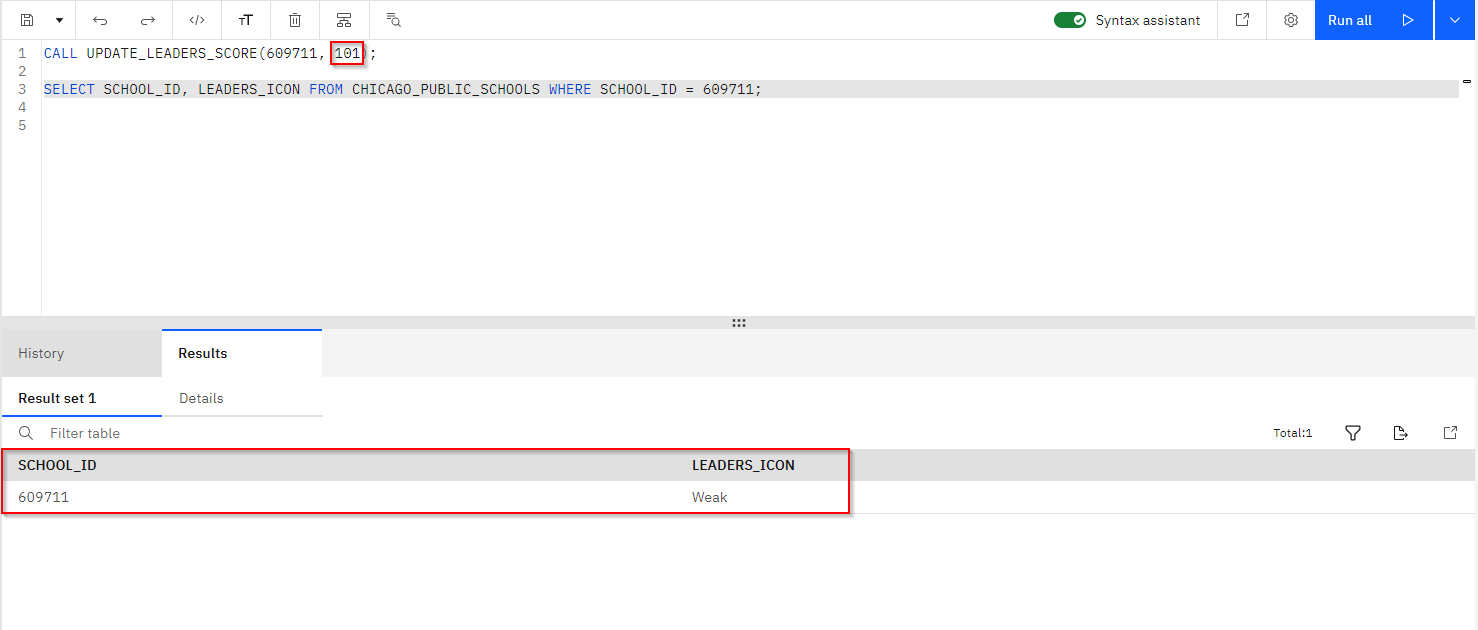 </> TT Syntax assistant Run all
1 CALL UPDATE_LEADERS_SCORE(609711, 101);
2
3 SELECT SCHOOL_ID, LEADERS_ICON FROM CHICAGO_PUBLIC_SCHOOLS WHERE SCHOOL_ID = 609711;
4
5
History Results
Result set 1 Details
Filter table Total:1
SCHOOL_ID LEADERS_ICON
609711 Weak